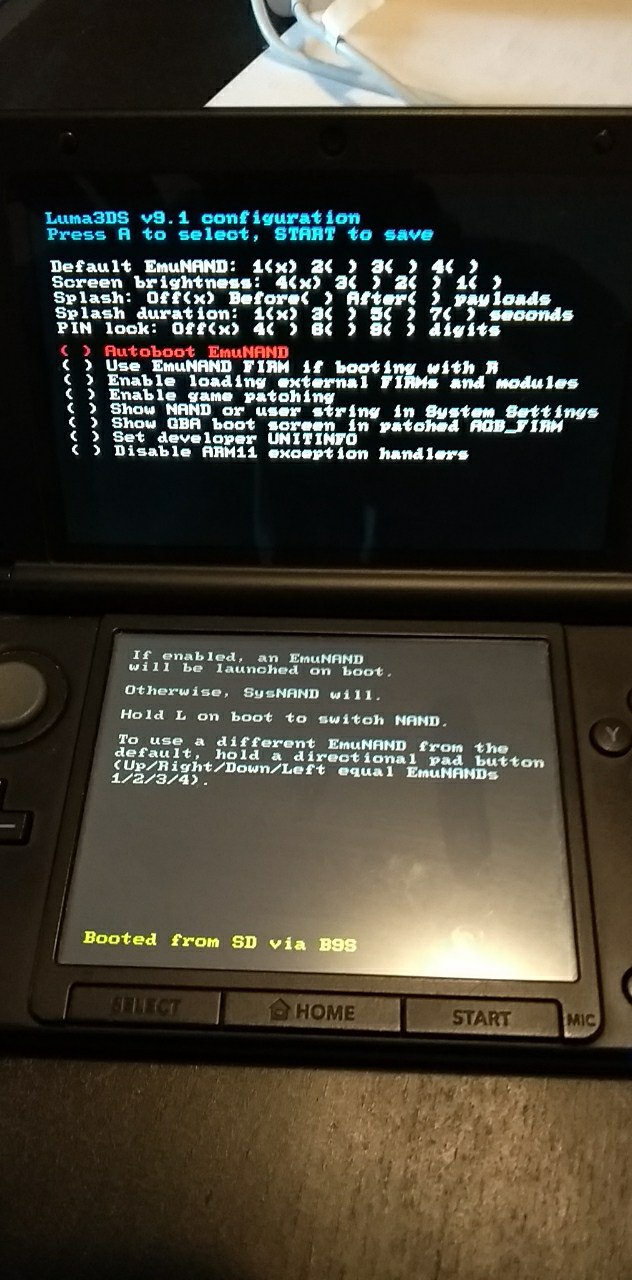 Luma3DS v9.1 configuration
Press A to select, START to save
Default EmuNAND: 1(x) 2( ) 3( ) 4( )
Screen brightness: 4(x) 3( ) 2( ) 1( )
Splash: Off(x) Before( ) After( ) payloads
Splash duration: 1(x) 3( ) 5( ) 7( ) seconds
PIN lock: Off(x) 4( ) 6( ) 8( ) digits
( ) Autoboot EmuNAND
( ) Use EmuNAND FIRM if booting with R
( ) Enable loading external FIRMs and modules
( ) Enable game patching
( ) Show NAND or user string in System Settings
( ) Show GBA boot screen in patched AGB_FIRM
( ) Set developer UNITINFO
( ) Disable ARM11 exception handlers
If enabled, an EmuNAND
will be launched on boot.
Otherwise, SysNAND will.
Hold L on boot to switch NAND.
To use a different EmuNAND from the
default, hold a directional pad button
(Up/Right/Down/Left equal EmuNANDs
1/2/3/4).
Booted from SD via B9S
Y
SELECT
HOME
START
MIC